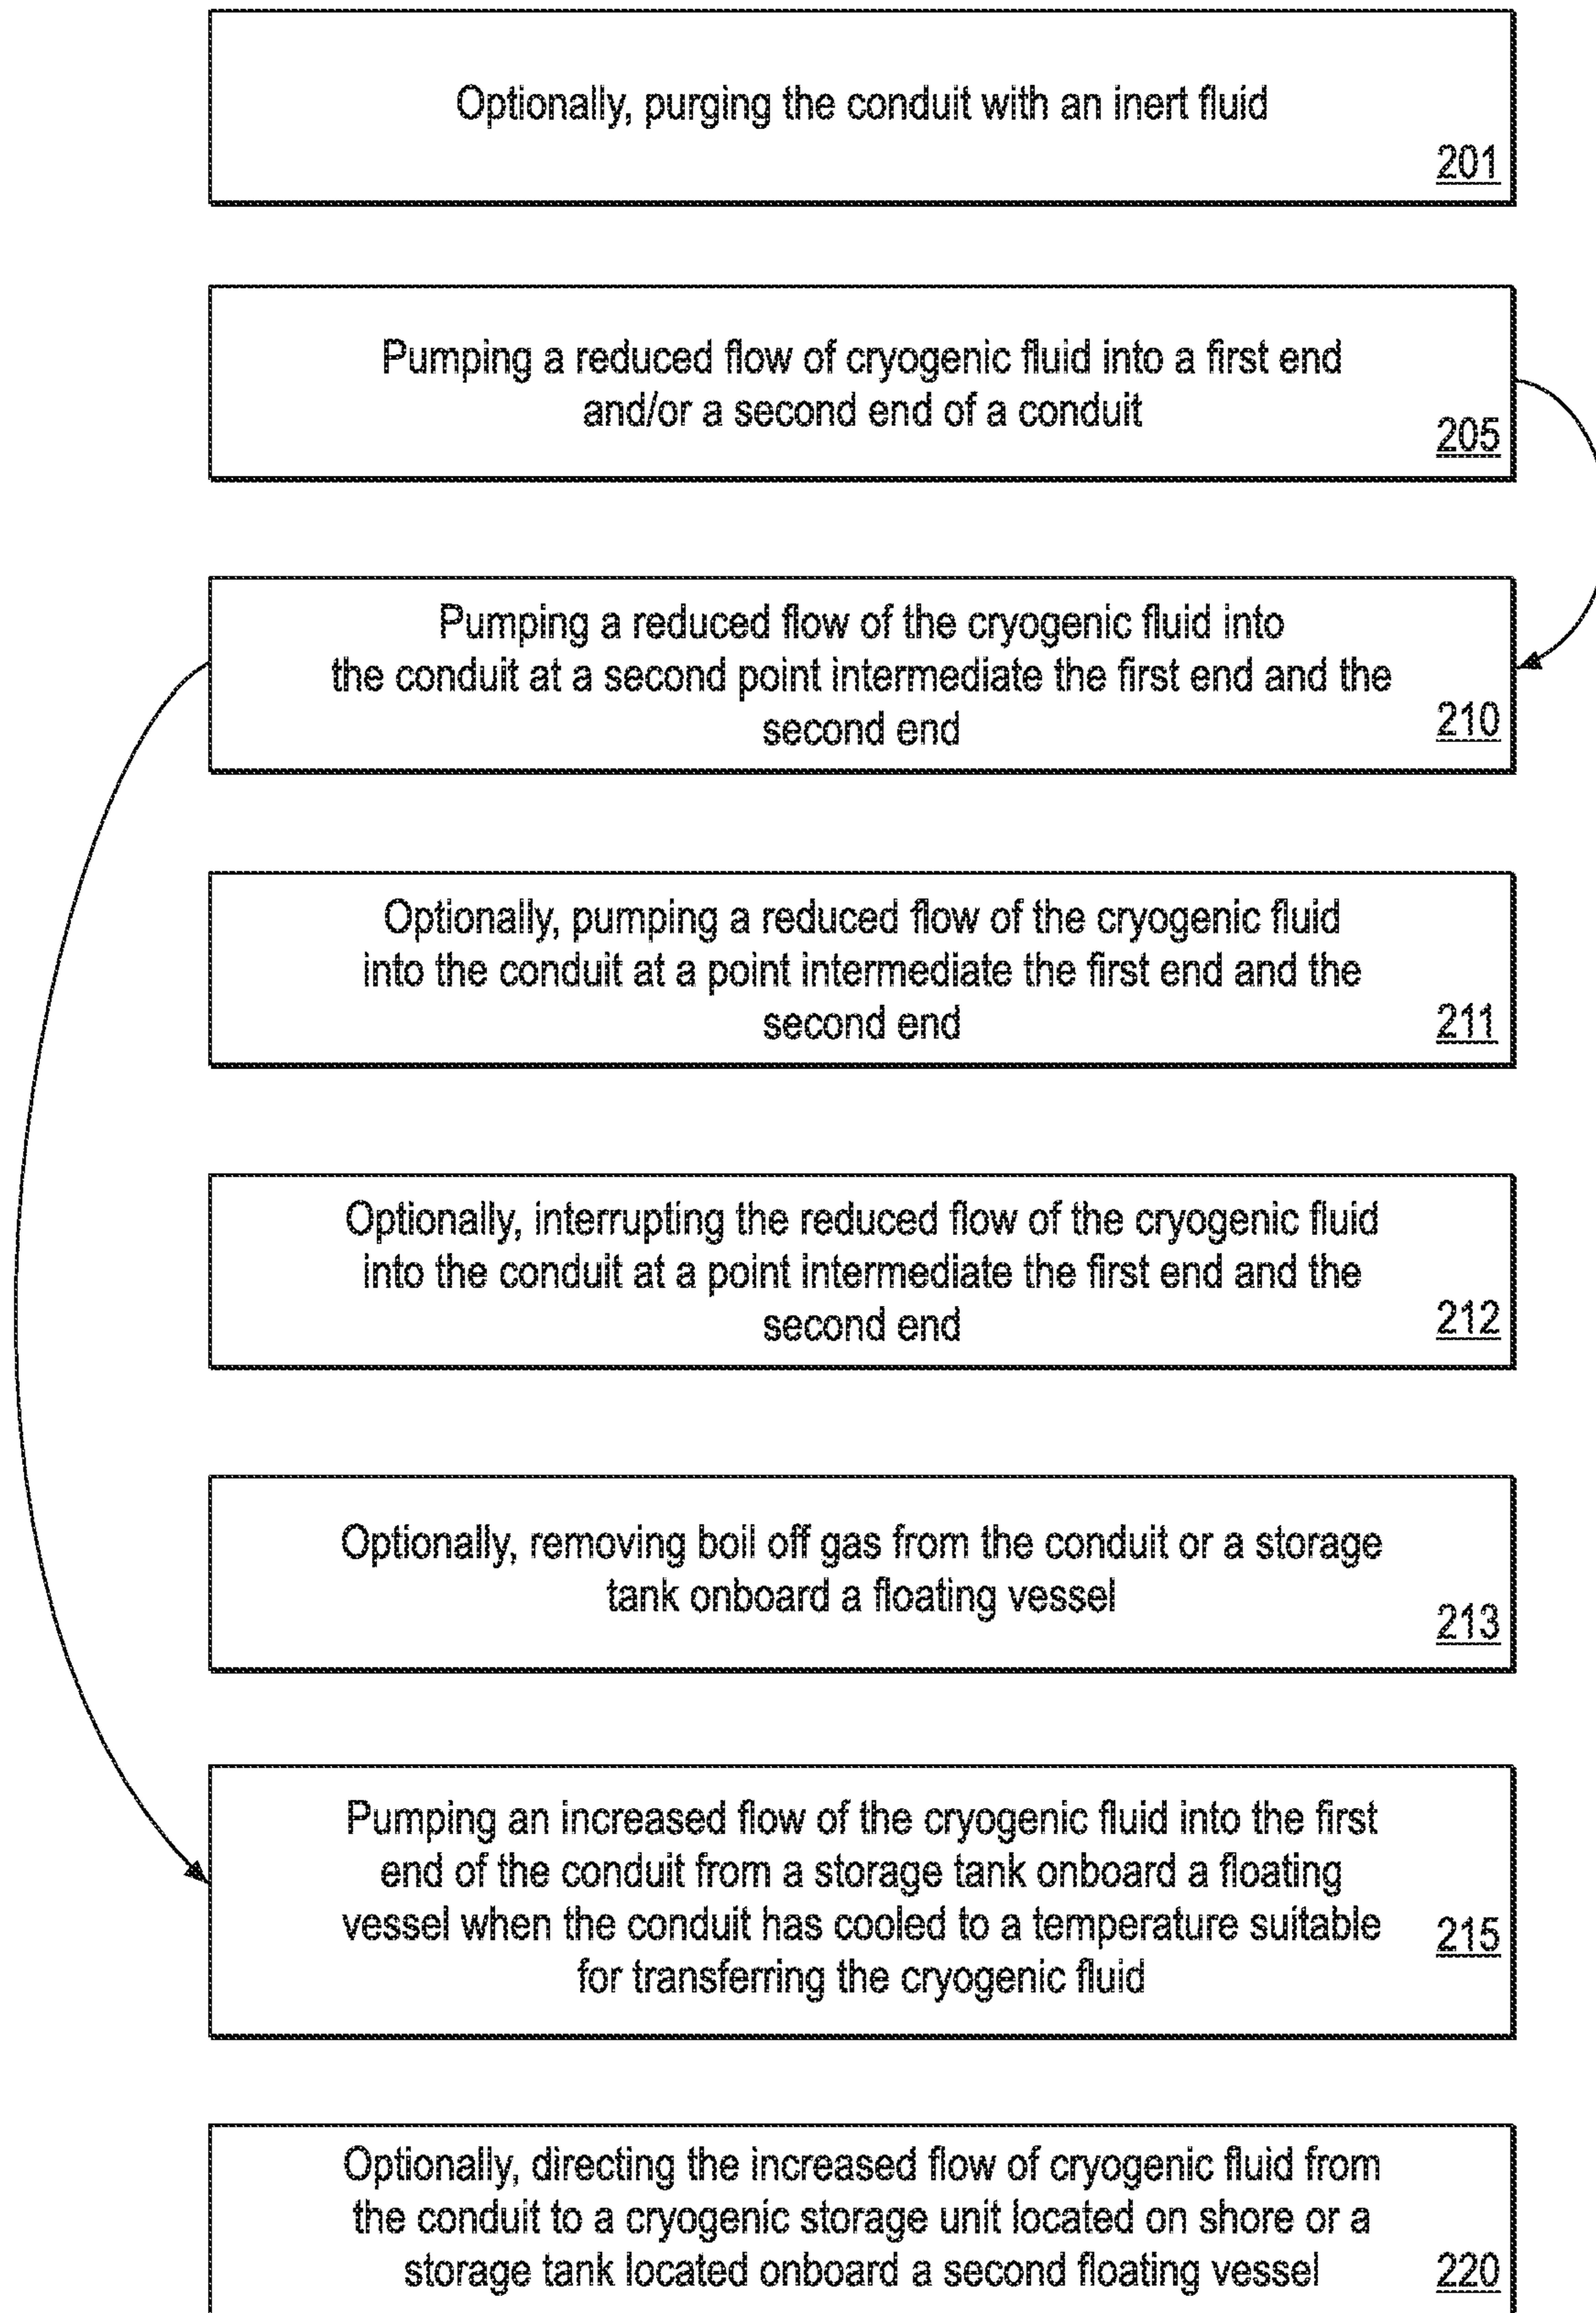 Optionally, purging the conduit with an inert fluid
201
Pumping a reduced flow of cryogenic fluid into a first end
and/or a second end of a conduit
205
Pumping a reduced flow of the cryogenic fluid into
the conduit at a second point intermediate the first end and the
second end
210
Optionally, pumping a reduced flow of the cryogenic fluid
into the conduit at a point intermediate the first end and the
second end
211
Optionally, interrupting the reduced flow of the cryogenic fluid
into the conduit at a point intermediate the first end and the
second end
212
Optionally, removing boil off gas from the conduit or a storage
tank onboard a floating vessel
213
Pumping an increased flow of the cryogenic fluid into the first
end of the conduit from a storage tank onboard a floating
vessel when the conduit has cooled to a temperature suitable
for transferring the cryogenic fluid
215
Optionally, directing the increased flow of cryogenic fluid from
the conduit to a cryogenic storage unit located on shore or a
storage tank located onboard a second floating vessel
220